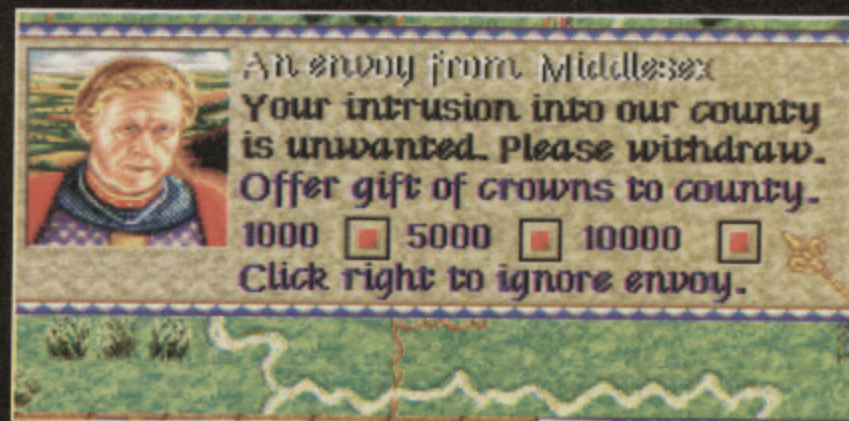 An envoy from Middlesex
Your intrusion into our county
is unwanted. Please withdraw.
Offer gift of crowns to county.
1000 5000 10000
Click right to ignore envoy.